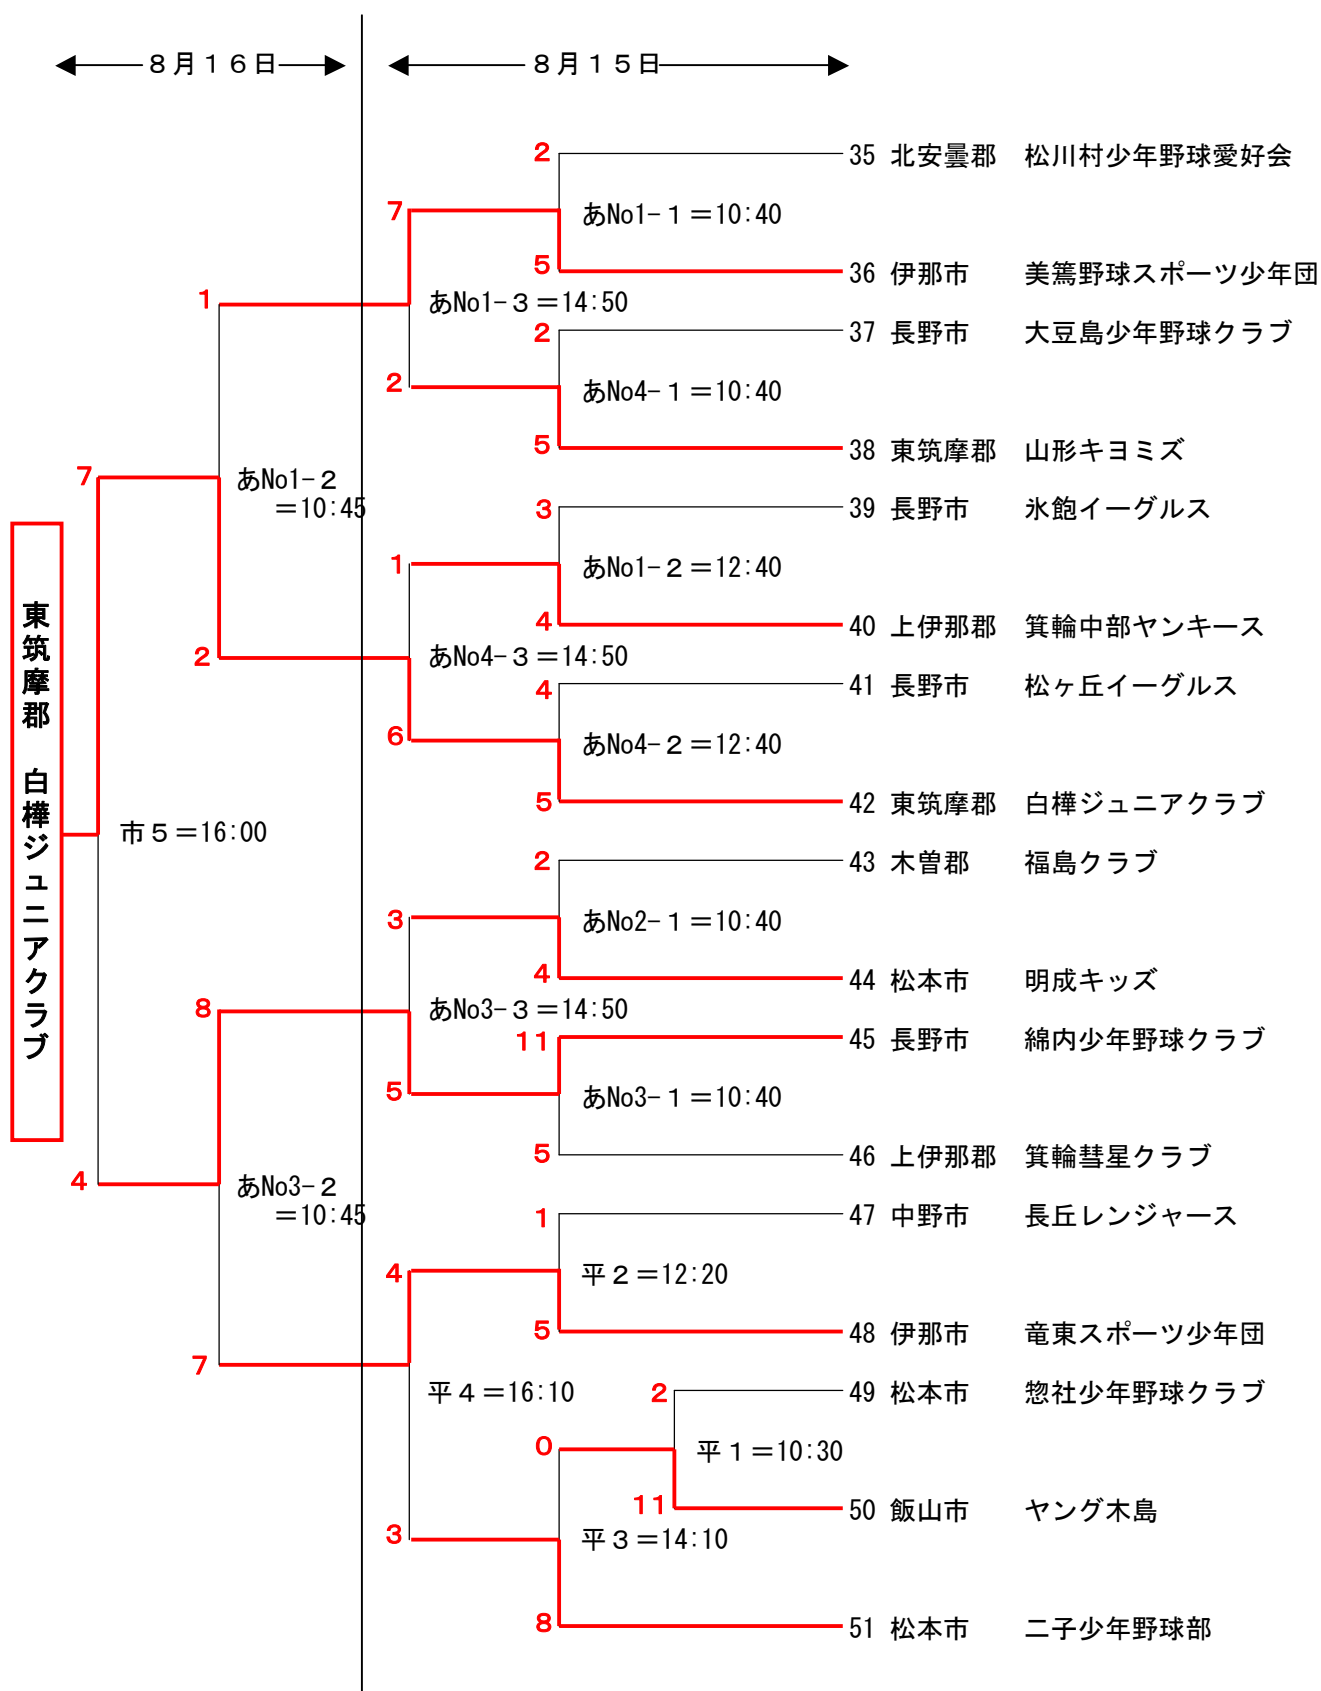 ８月１６日
８月１５日
2
35 北安曇郡 松川村少年野球愛好会
7
あNo1-１＝10:40
5
36 伊那市 美篶野球スポーツ少年団
1
あNo1-３＝14:50
2
37 長野市 大豆島少年野球クラブ
2
あNo4-１＝10:40
5
38 東筑摩郡 山形キヨミズ
7
あNo1-２
＝10:45
3
39 長野市 氷飽イーグルス
1
あNo1-２＝12:40
4
40 上伊那郡 箕輪中部ヤンキース
2
あNo4-３＝14:50
4
41 長野市 松ヶ丘イーグルス
6
あNo4-２＝12:40
5
42 東筑摩郡 白樺ジュニアクラブ
東筑摩郡 白樺ジュニアクラブ
市５＝16:00
2
43 木曽郡 福島クラブ
3
あNo2-１＝10:40
4
44 松本市 明成キッズ
8
あNo3-３＝14:50
11
45 長野市 綿内少年野球クラブ
5
あNo3-１＝10:40
5
46 上伊那郡 箕輪彗星クラブ
4
あNo3-２
＝10:45
1
47 中野市 長丘レンジャース
4
平２＝12:20
5
48 伊那市 竜東スポーツ少年団
7
平４＝16:10
2
49 松本市 惣社少年野球クラブ
0
平１＝10:30
11
50 飯山市 ヤング木島
3
平３＝14:10
8
51 松本市 二子少年野球部